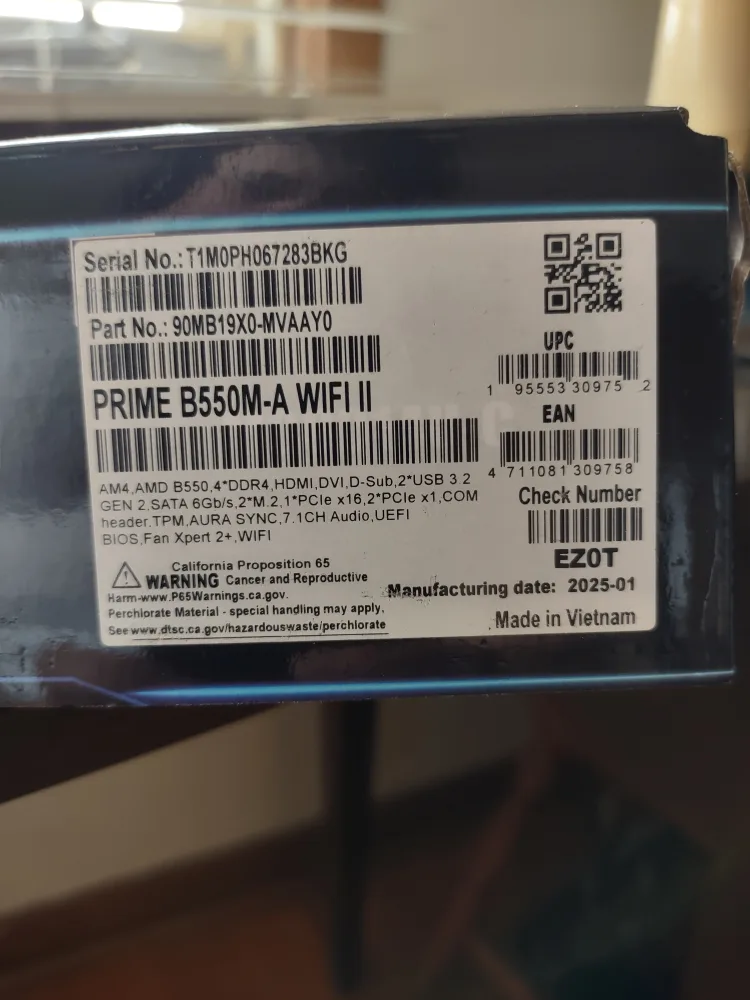 Serial No.: T1M0PH067283BKG
Part No.: 90MB19X0-MVAAY0
PRIME B550M-A WIFI II
AM4,AMD B550,4*DDR4,HDMI,DVI,D-Sub,2*USB 3.2
GEN 2,SATA 6Gb/s,2*M.2,1*PCIe x16,2*PCIe x1,COM
header,TPM,AURA SYNC,7.1CH Audio,UEFI
BIOS,Fan Xpert 2+,WIFI
California Proposition 65
WARNING Cancer and Reproductive
Harm-www.P65Warnings.ca.gov.
Perchlorate Material - special handling may apply.
See www.dtsc.ca.gov/hazardouswaste/perchlorate
UPC
1 95553 30975 2
EAN
4 711081 309758
Check Number
EZ0T
Manufacturing date: 2025-01
Made in Vietnam